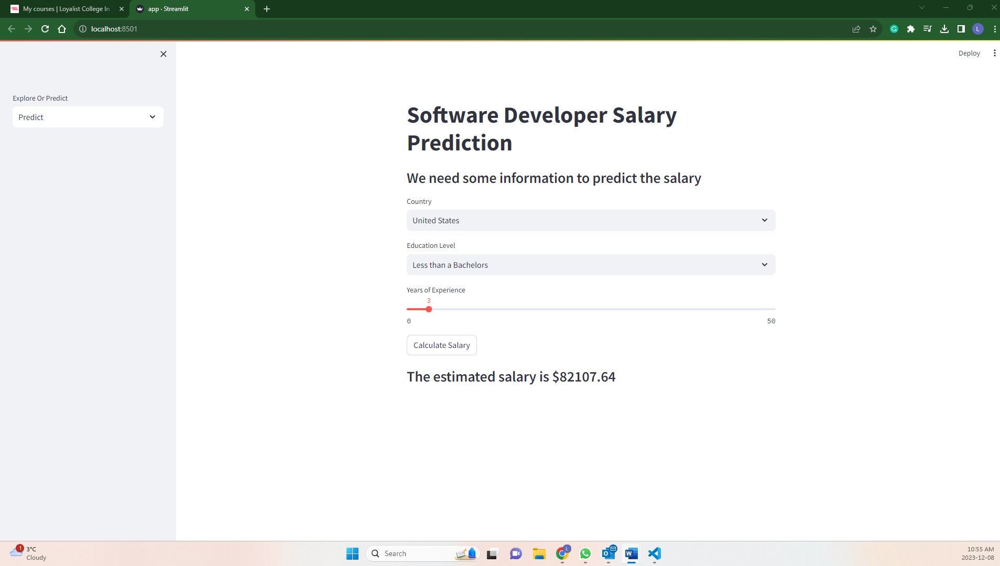 My courses | Loyalist College In
app · Streamlit
localhost:8501
L
Deploy
Explore Or Predict
Predict
Software Developer Salary
Prediction
We need some information to predict the salary
Country
United States
Education Level
Less than a Bachelors
Years of Experience
3
0
50
Calculate Salary
The estimated salary is $82107.64
1
3°C
Cloudy
Search
L
10:55 AM
2023-12-08